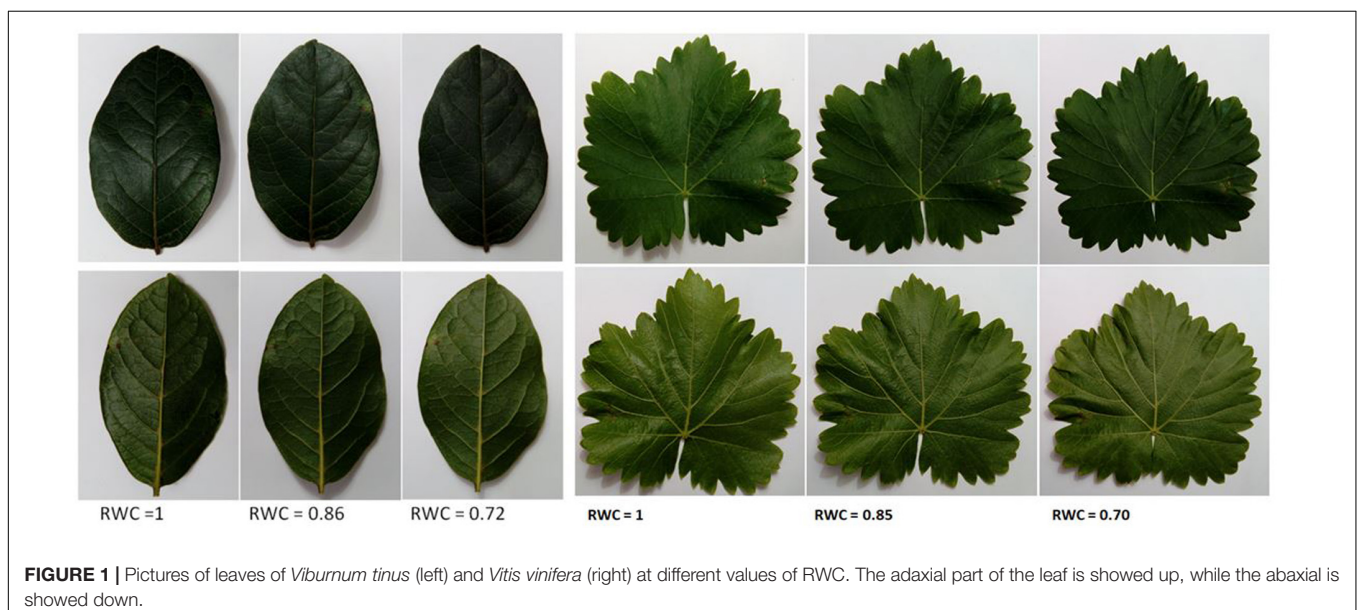 RWC =1
RWC = 0.86
RWC = 0.72
RWC = 1
RWC = 0.85
RWC = 0.70
FIGURE 1 | Pictures of leaves of Viburnum tinus (left) and Vitis vinifera (right) at different values of RWC. The adaxial part of the leaf is showed up, while the abaxial is
showed down.